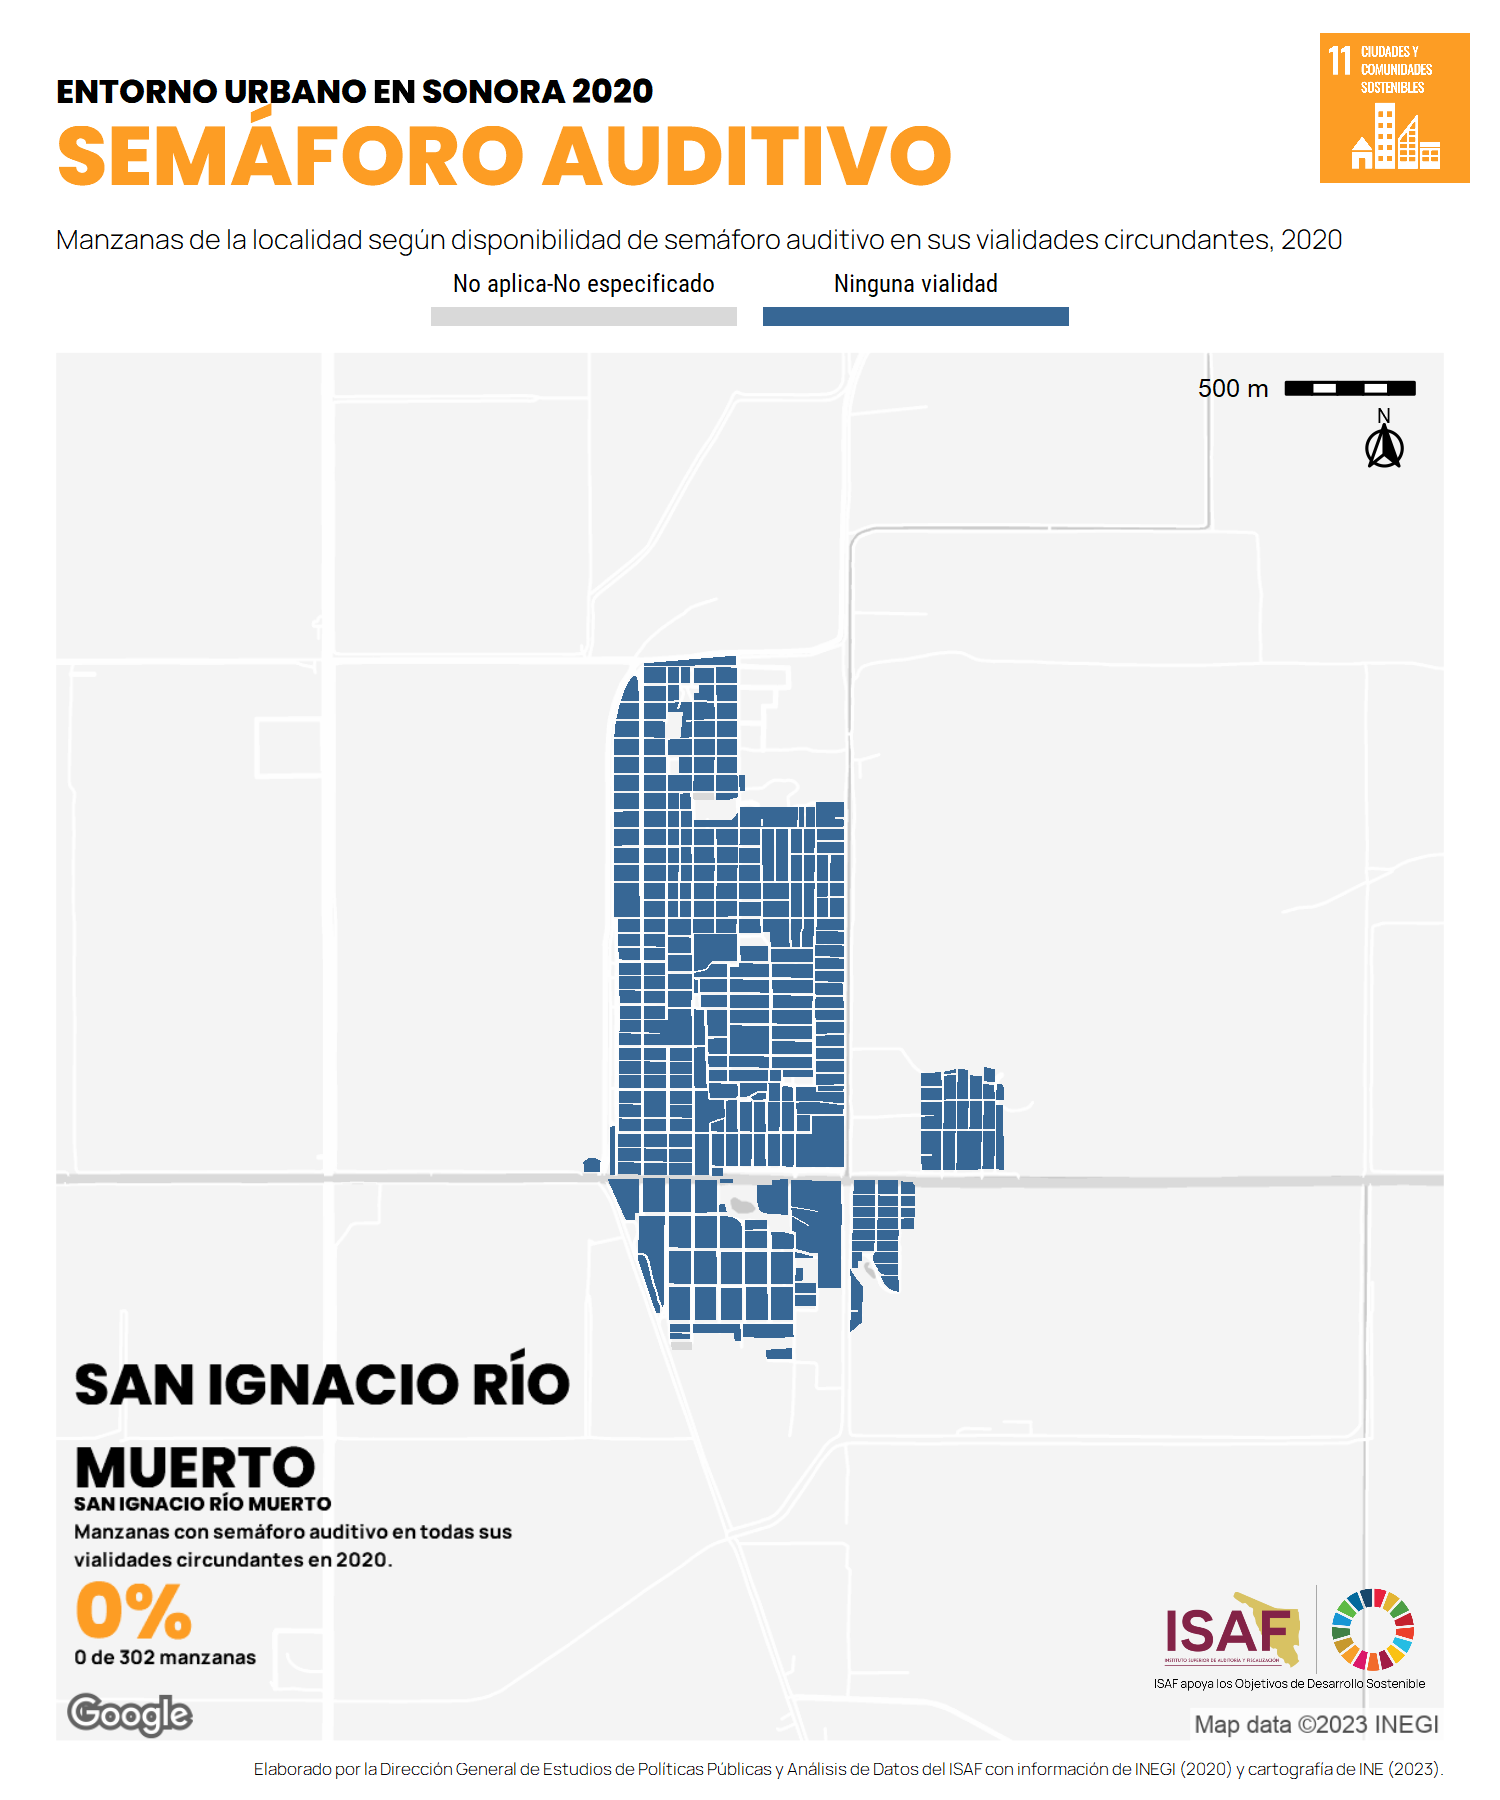 ENTORNO URBANO EN SONORA 2020
SEMÁFORO AUDITIVO
11 CIUDADES Y
COMUNIDADES
SOSTENIBLES
Manzanas de la localidad según disponibilidad de semáforo auditivo en sus vialidades circundantes, 2020
No aplica-No especificado
Ninguna vialidad
500 m
N
SAN IGNACIO RÍO
MUERTO
SAN IGNACIO RÍO MUERTO
Manzanas con semáforo auditivo en todas sus
vialidades circundantes en 2020.
0%
0 de 302 manzanas
Google
ISAF
INSTITUTO SUPERIOR DE AUDITORÍA Y FISCALIZACIÓN
ISAF apoya los Objetivos de Desarrollo Sostenible
Map data ©2023 INEGI
Elaborado por la Dirección General de Estudios de Políticas Públicas y Análisis de Datos del ISAF con información de INEGI (2020) y cartografía de INE (2023).